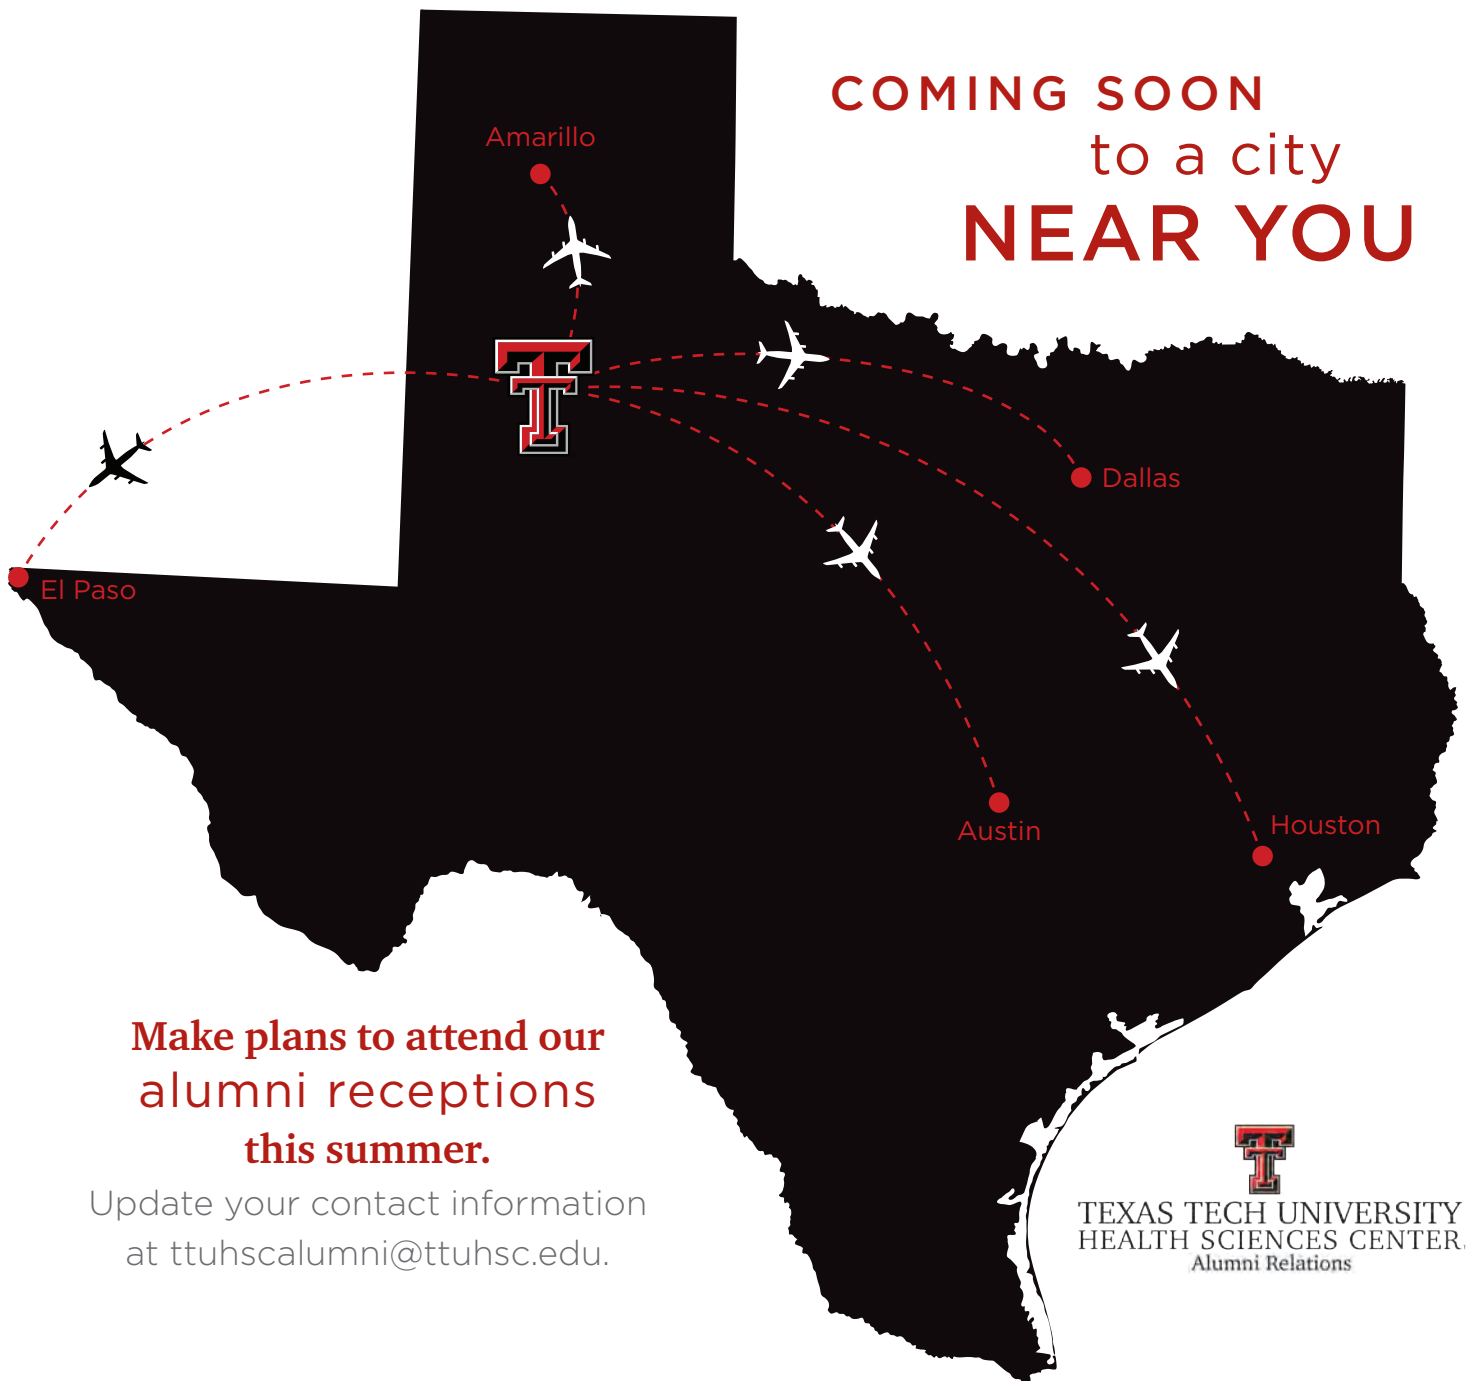 COMING SOON
to a city
NEAR YOU
Amarillo
Dallas
El Paso
Austin
Houston
Make plans to attend our
alumni receptions
this summer.
Update your contact information
at ttuhscalumni@ttuhsc.edu.
TEXAS TECH UNIVERSITY
HEALTH SCIENCES CENTER.
Alumni Relations